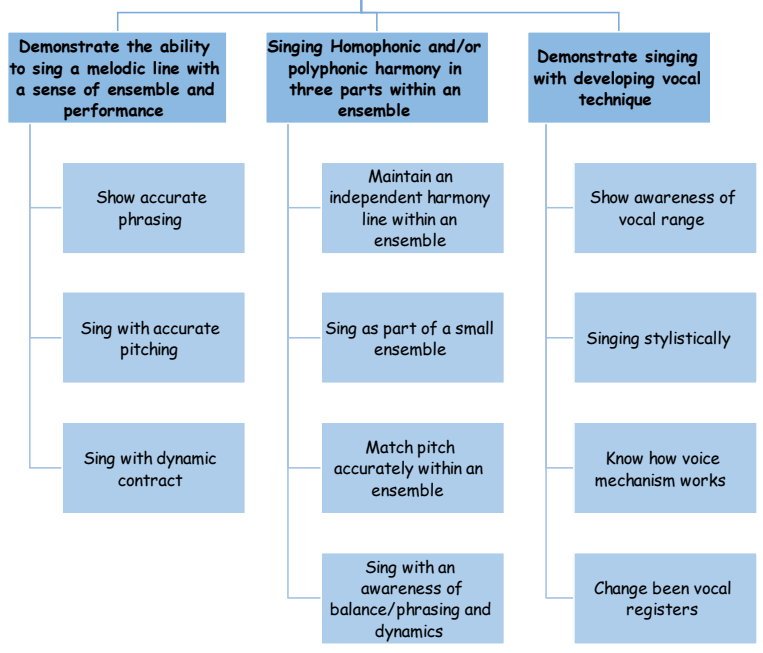 Demonstrate the ability
to sing a melodic line with
a sense of ensemble and
performance
Show accurate
phrasing
Sing with accurate
pitching
Sing with dynamic
contract
Singing Homophonic and/or
polyphonic harmony in
three parts within an
ensemble
Maintain an
independent harmony
line within an
ensemble
Sing as part of a small
ensemble
Match pitch
accurately within an
ensemble
Sing with an
awareness of
balance/phrasing and
dynamics
Demonstrate singing
with developing vocal
technique
Show awareness of
vocal range
Singing stylistically
Know how voice
mechanism works
Change been vocal
registers